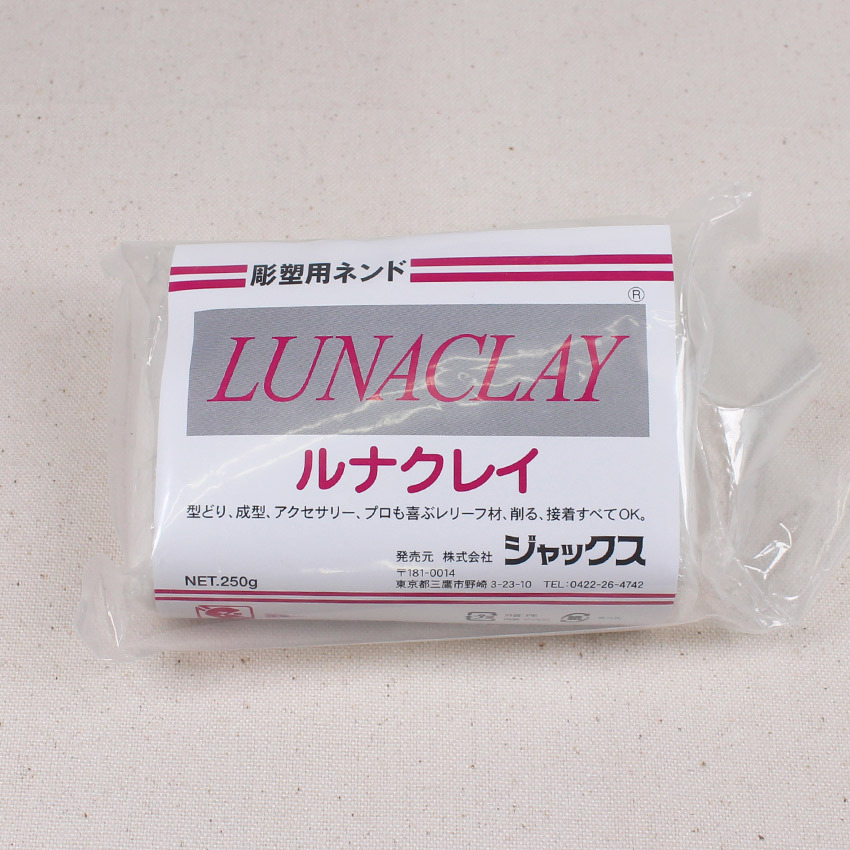 彫塑用ネンド
®
LUNACLAY
ルナクレイ
型どり、成型、アクセサリー、プロも喜ぶレリーフ材、削る、接着すべてOK。
発売元 株式会社 ジャックス
〒181-0014
NET.250g
東京都三鷹市野崎3-23-10 TEL:0422-26-4742